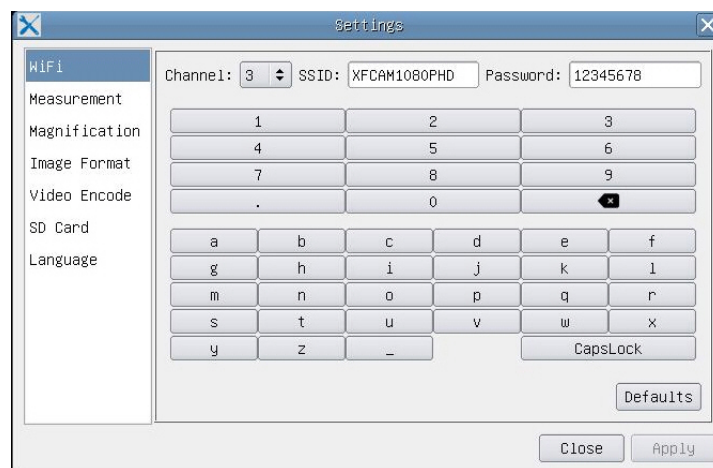 Settings
WiFi
Measurement
Magnification
Image Format
Video Encode
SD Card
Language
Channel: 3 SSID: XFCAM1080PHD Password: 12345678
1 2 3
4 5 6
7 8 9
. 0
a b c d e f
g h i j k l
m n o p q r
s t u v w x
y z _ CapsLock
Defaults
Close Apply